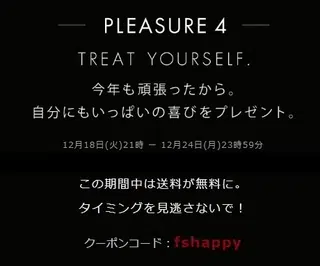 PLEASURE 4
TREAT YOURSELF.
今年も頑張ったから。
自分にもいっぱいの喜びをプレゼント。
12月18日(火)21時 － 12月24日(月)23時59分
この期間中は送料が無料に。
タイミングを見逃さないで！
クーポンコード：fshappy